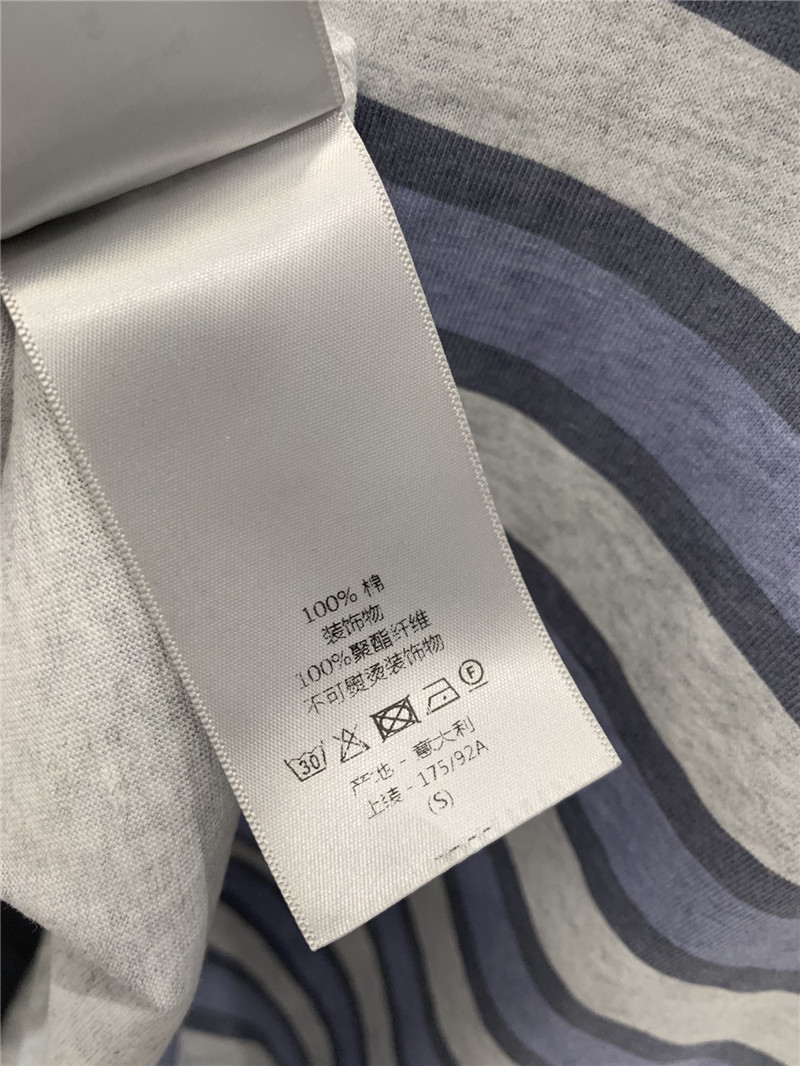 100% 棉
装饰物
100%聚酯纤维
不可熨烫装饰物
30 F
产地 - 意大利
上装 - 175/92A
(S)